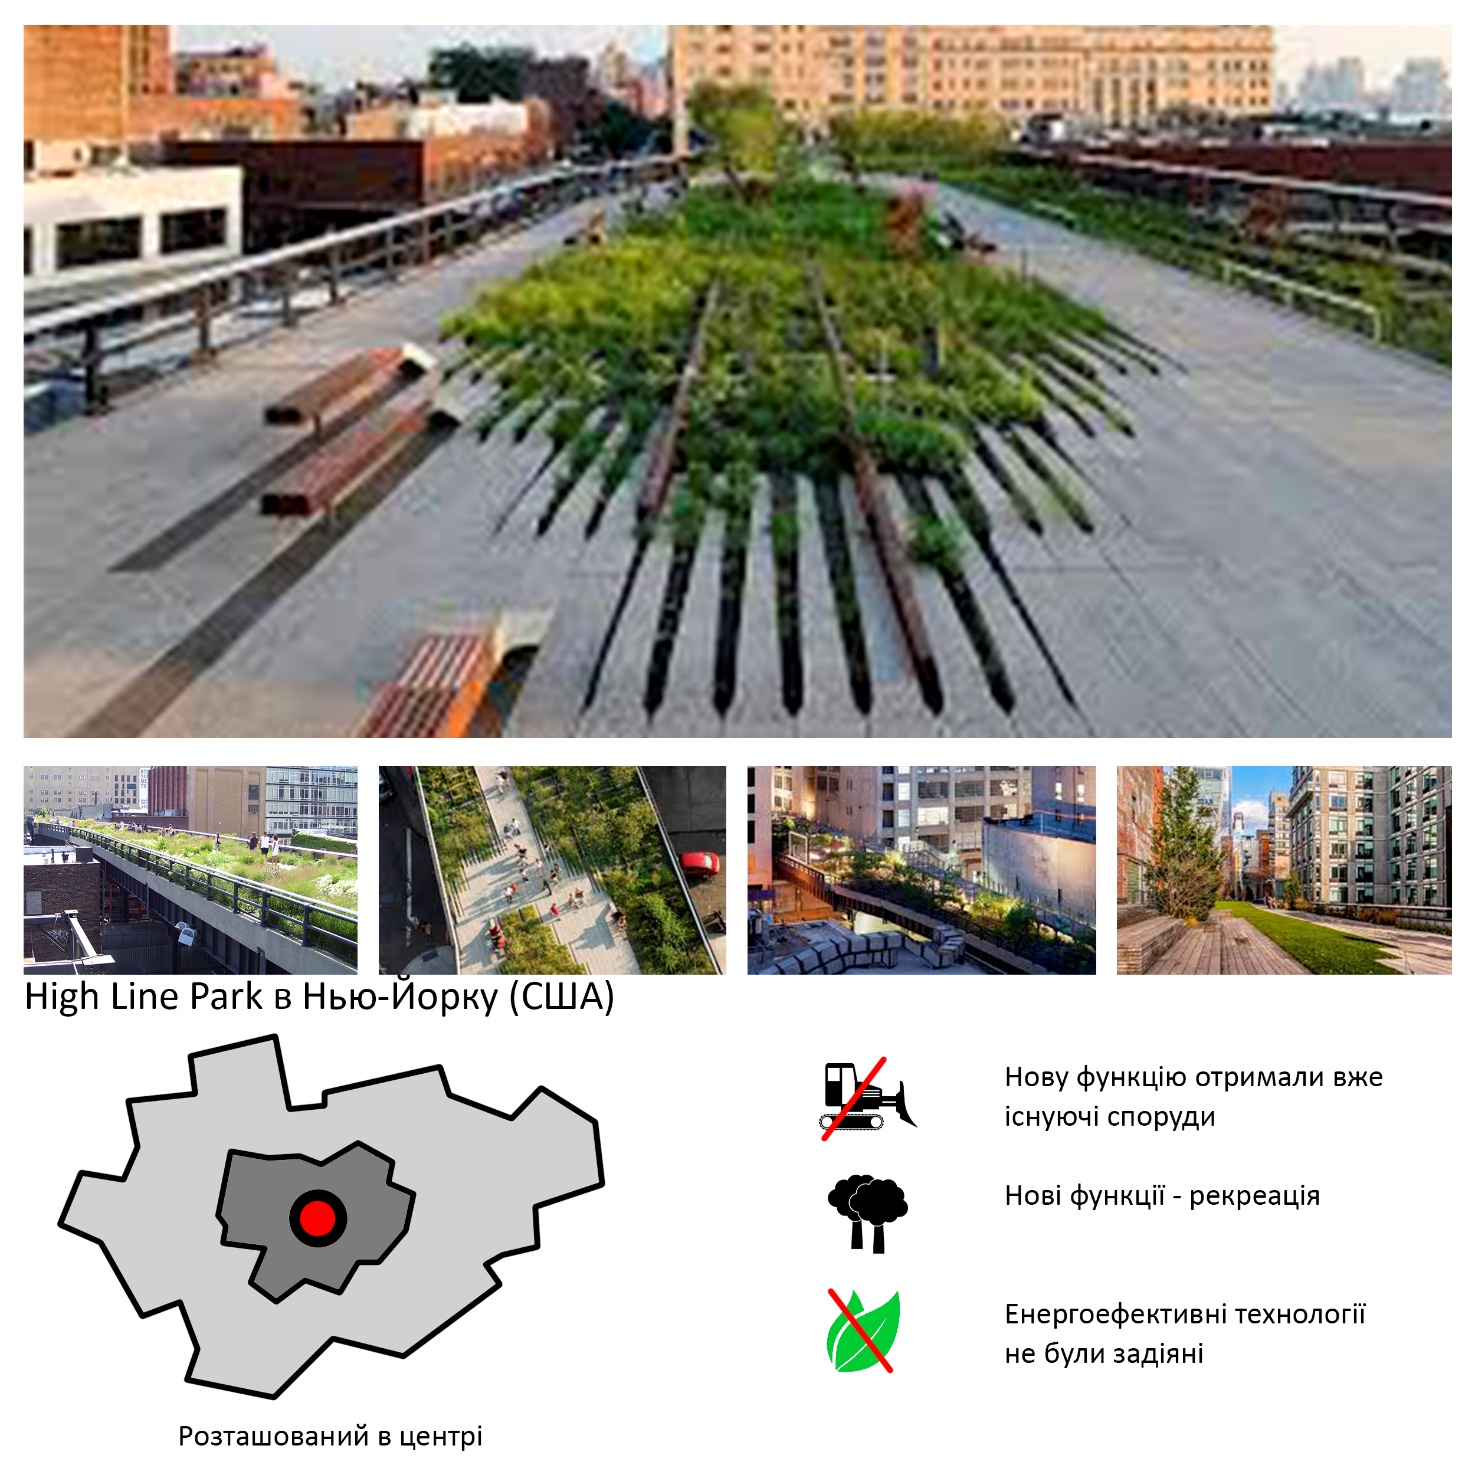 High Line Park в Нью-Йорку (США)
Нову функцію отримали вже
існуючі споруди
Нові функції - рекреація
Енергоефективні технології
не були задіяні
Розташований в центрі